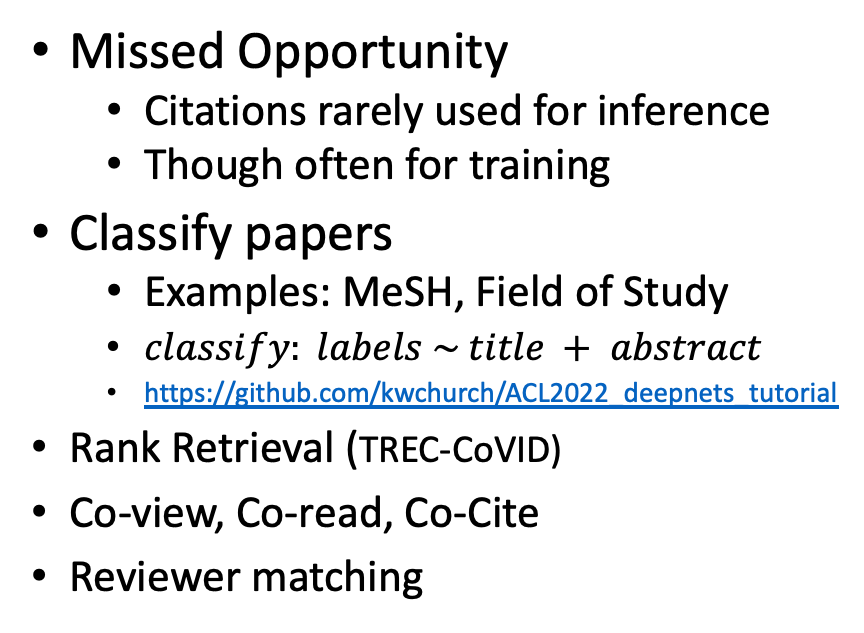 • Missed Opportunity
• Citations rarely used for inference
• Though often for training
• Classify papers
• Examples: MeSH, Field of Study
• classify: labels ~ title + abstract
• https://github.com/kwchurch/ACL2022_deepnets_tutorial
• Rank Retrieval (TREC-CoVID)
• Co-view, Co-read, Co-Cite
• Reviewer matching